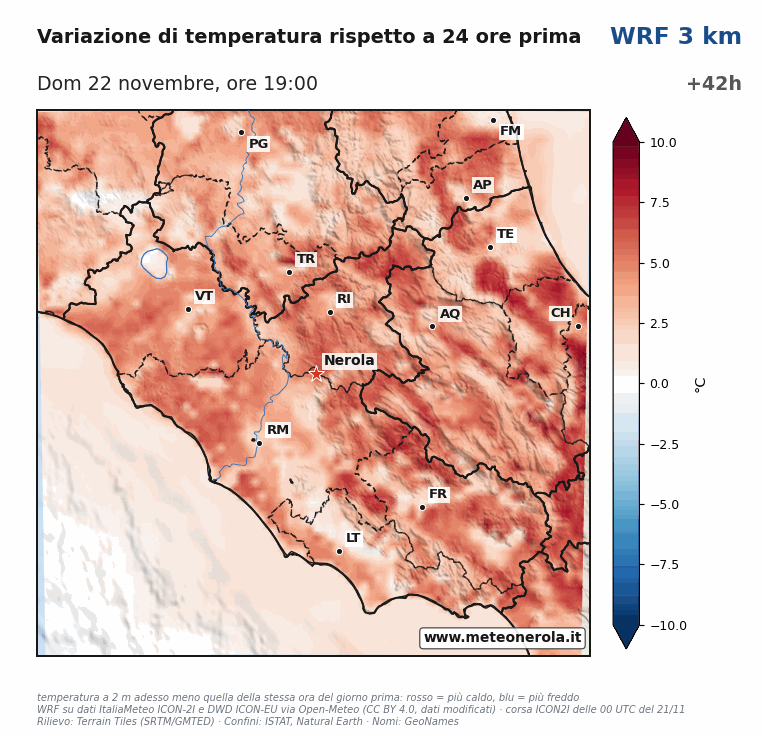 Variazione di temperatura rispetto a 24 ore prima
WRF 3 km
Dom 22 novembre, ore 19:00
+42h
FM
PG
AP
TE
TR
VT
RI
AQ
CH
Nerola
RM
FR
LT
www.meteonerola.it
10.0
7.5
5.0
2.5
0.0
−2.5
−5.0
−7.5
−10.0
°C
temperatura a 2 m adesso meno quella della stessa ora del giorno prima: rosso = più caldo, blu = più freddo
WRF su dati ItaliaMeteo ICON-2I e DWD ICON-EU via Open-Meteo (CC BY 4.0, dati modificati) · corsa ICON2I delle 00 UTC del 21/11
Rilievo: Terrain Tiles (SRTM/GMTED) · Confini: ISTAT, Natural Earth · Nomi: GeoNames